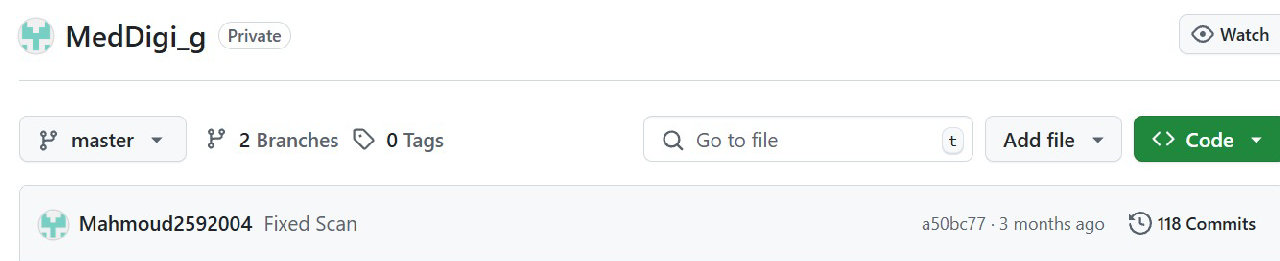 MedDigi_g Private Watch
master 2 Branches 0 Tags Go to file t Add file Code
Mahmoud2592004 Fixed Scan a50bc77 · 3 months ago 118 Commits